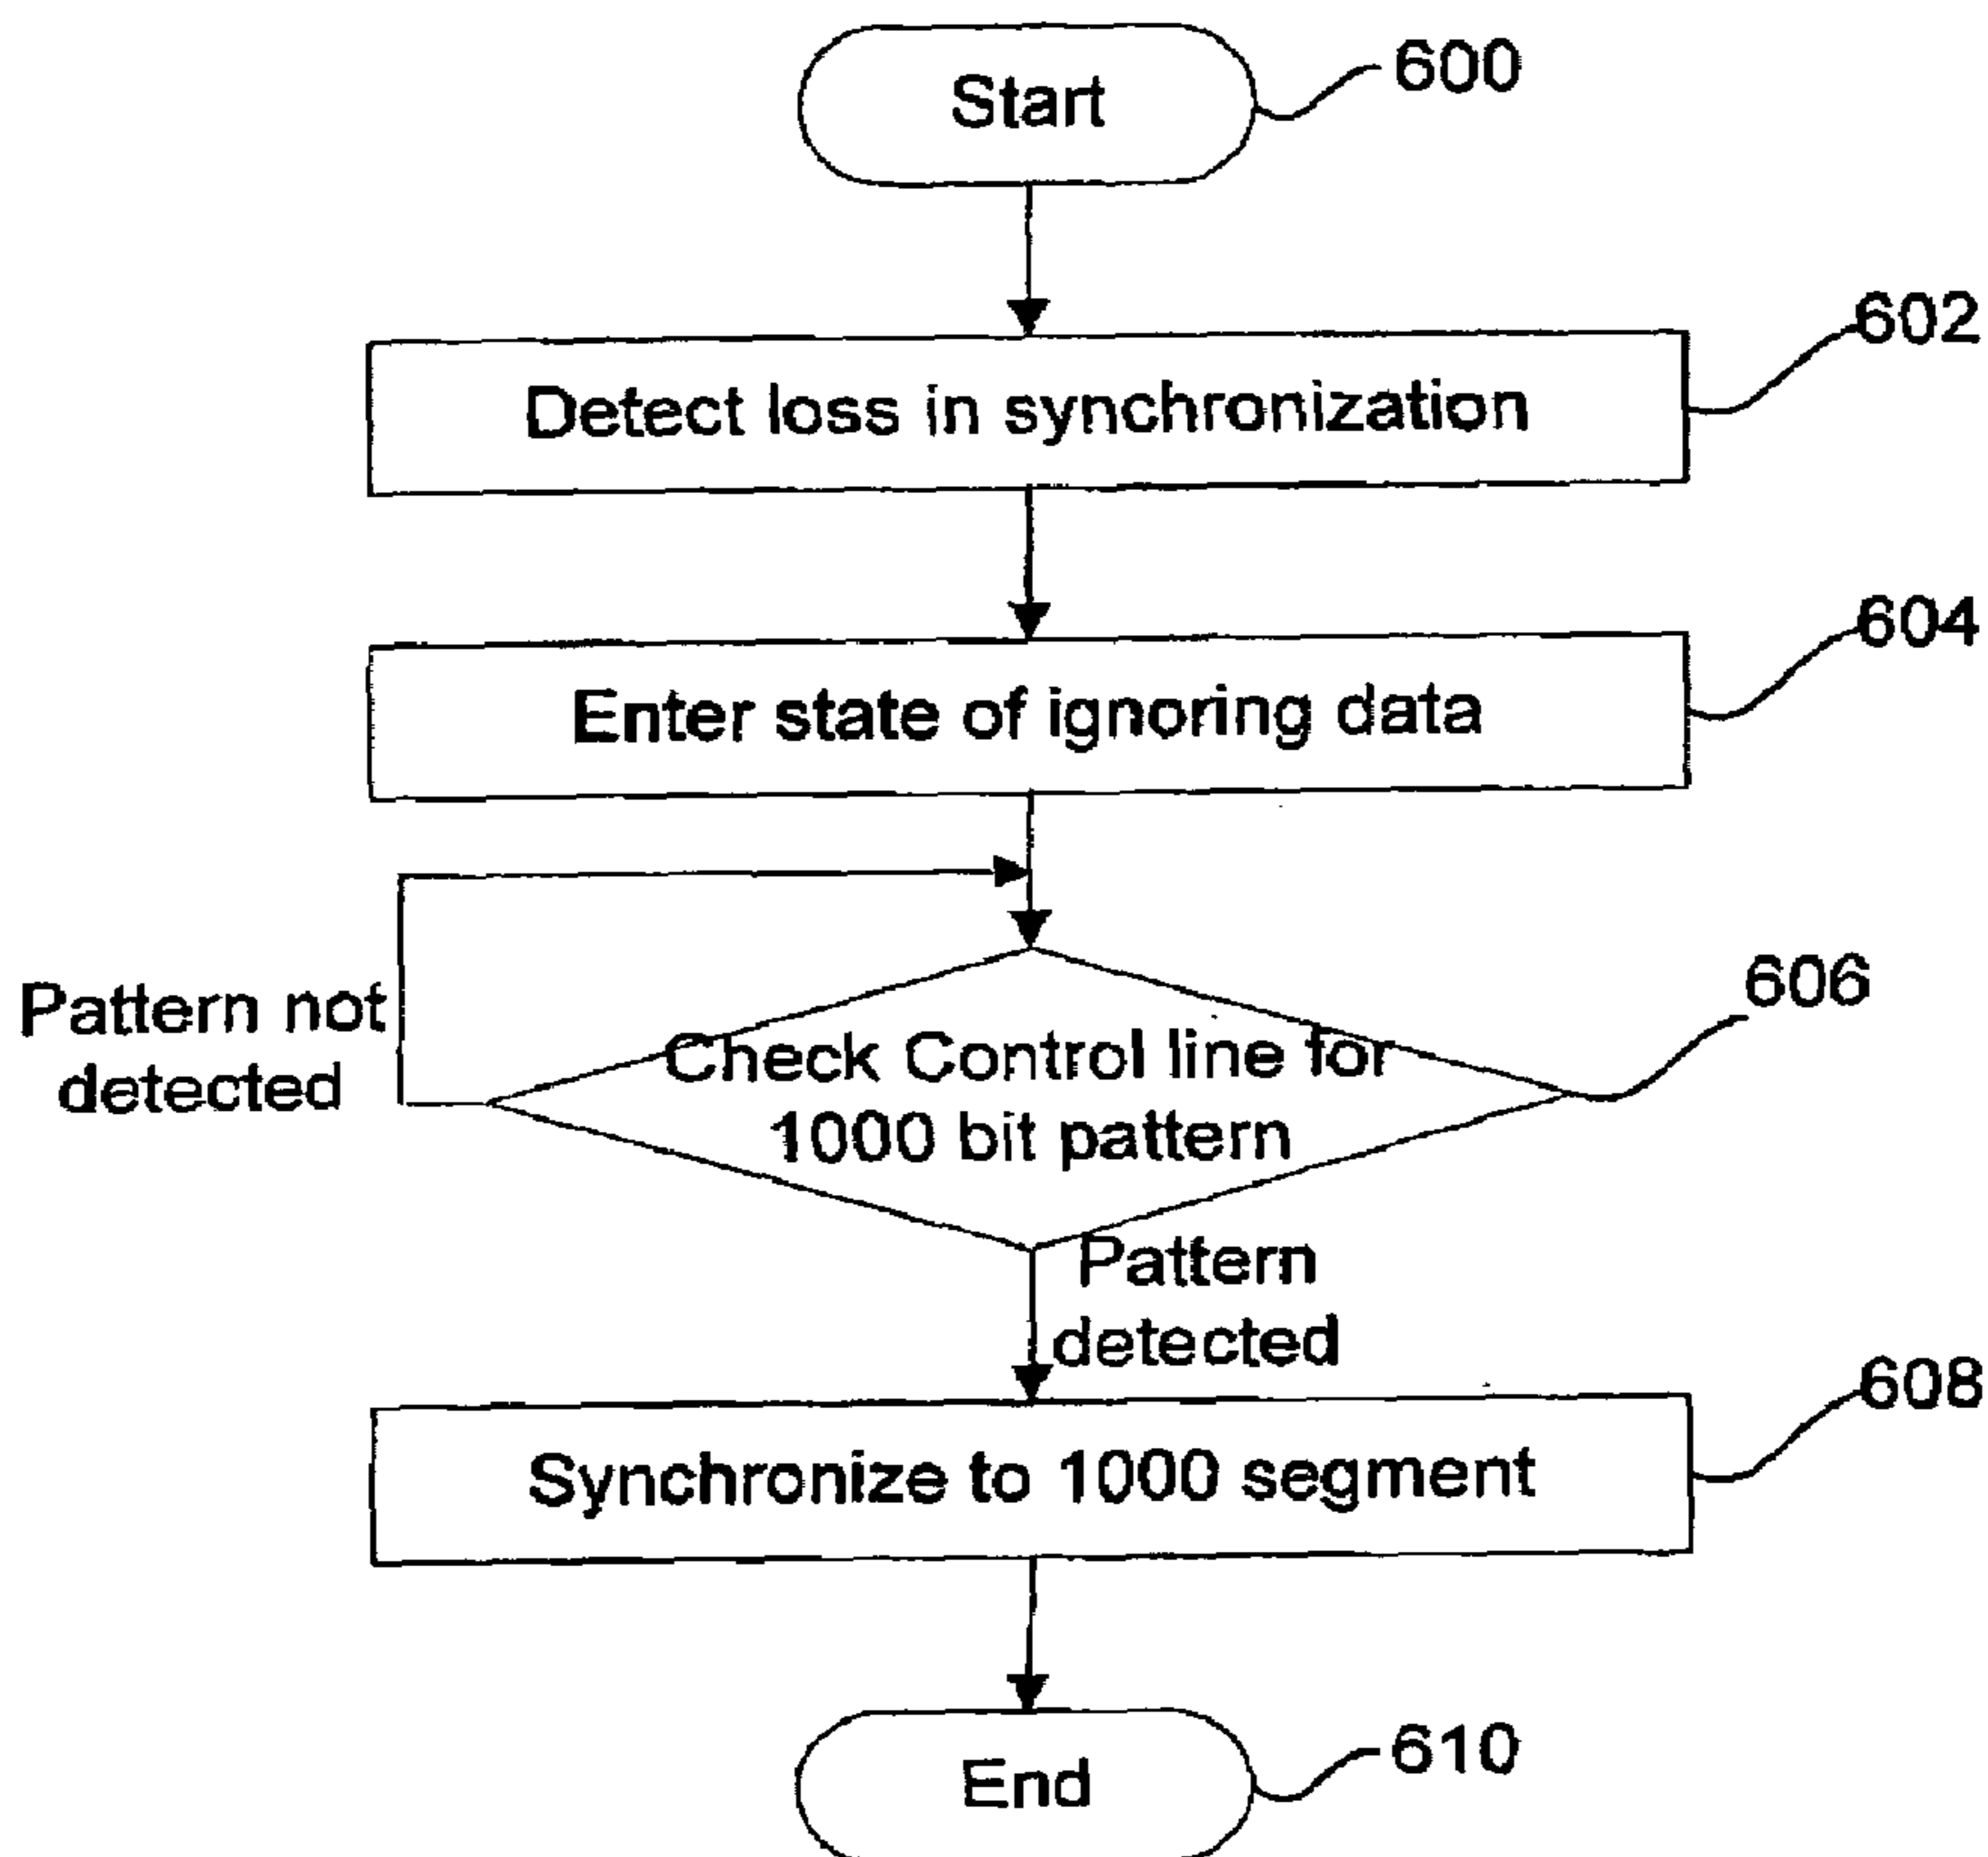 Start
600
Detect loss in synchronization
602
Enter state of ignoring data
604
Pattern not
detected
Check Control line for
1000 bit pattern
606
Pattern
detected
Synchronize to 1000 segment
608
End
610